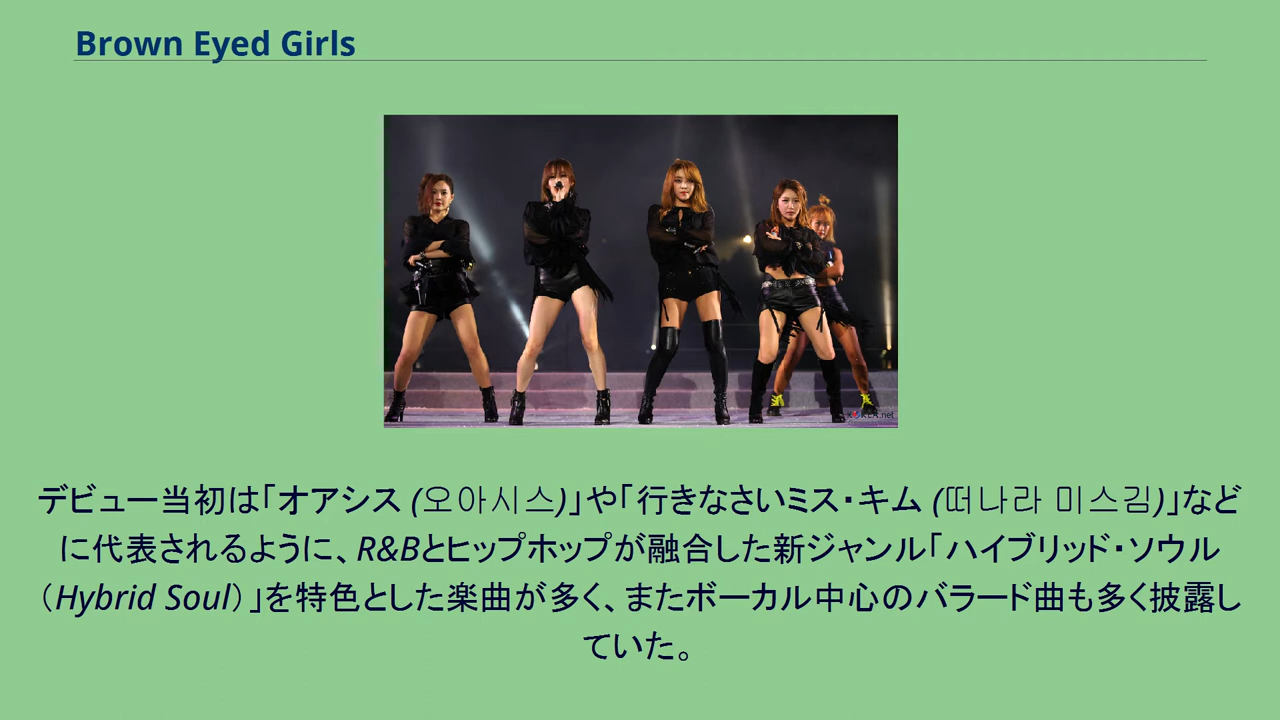 Brown Eyed Girls
KOREA.net
デビュー当初は「オアシス (오아시스)」や「行きなさいミス・キム (떠나라 미스김)」など
に代表されるように、R&Bとヒップホップが融合した新ジャンル「ハイブリッド・ソウル
（Hybrid Soul）」を特色とした楽曲が多く、またボーカル中心のバラード曲も多く披露し
ていた。